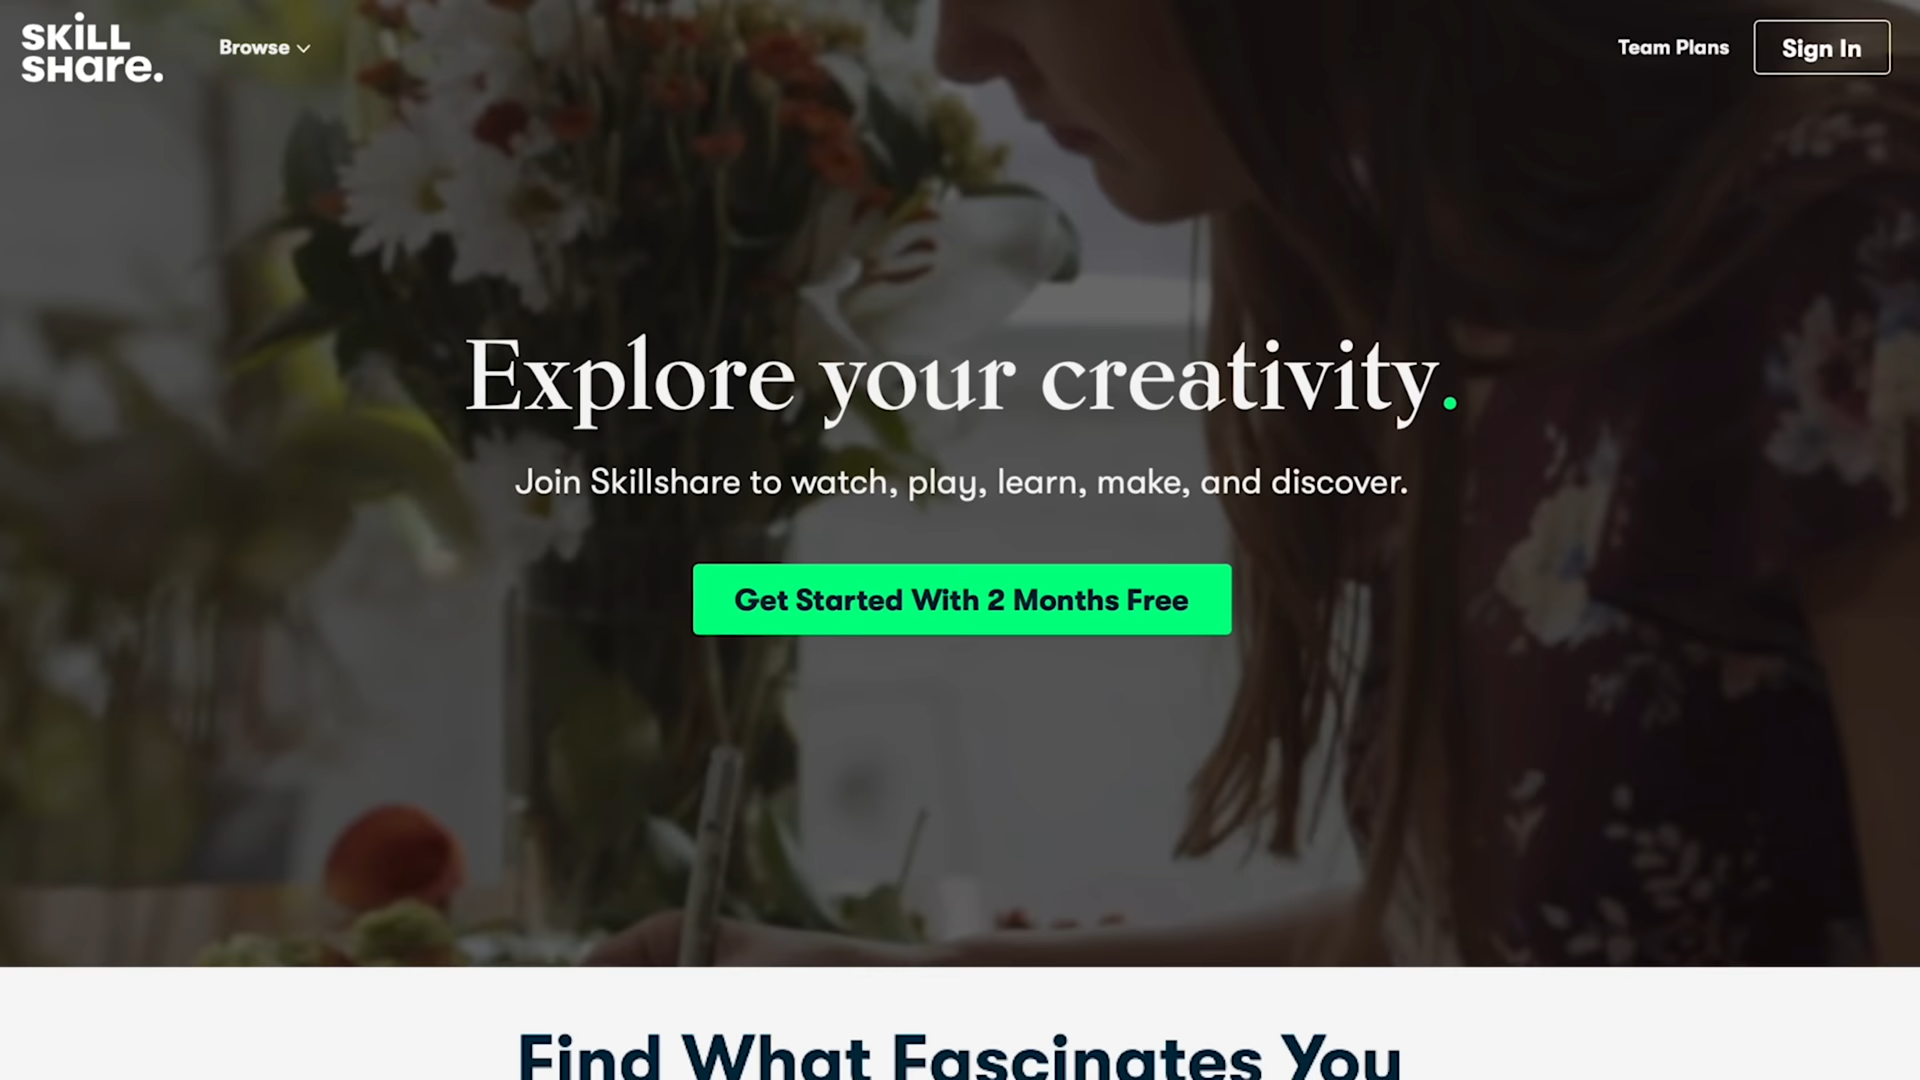 SKiLL
SHare.
Browse
Team Plans
Sign In
Explore your creativity.
Join Skillshare to watch, play, learn, make, and discover.
Get Started With 2 Months Free
Find What Fascinates You